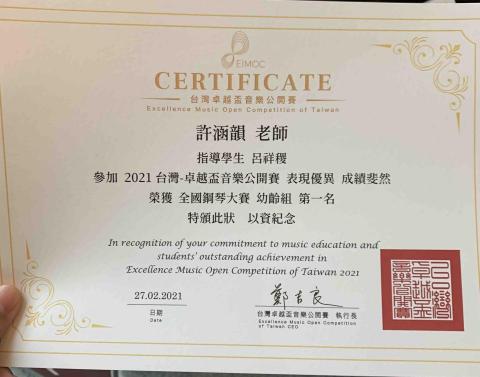 EIMOC
CERTIFICATE
台灣卓越盃音樂公開賽
Excellence Music Open Competition of Taiwan
許涵韻 老師
指導學生 呂祥稷
參加 2021 台灣-卓越盃音樂公開賽 表現優異 成績斐然
榮獲 全國鋼琴大賽 幼齡組 第一名
特頒此狀 以資紀念
In recognition of your commitment to music education and
students' outstanding achievement in
Excellence Music Open Competition of Taiwan 2021
27.02.2021
日期
Date
鄭吉良
台灣卓越盃音樂公開賽 執行長
Excellence Music Open Competition
of Taiwan CEO